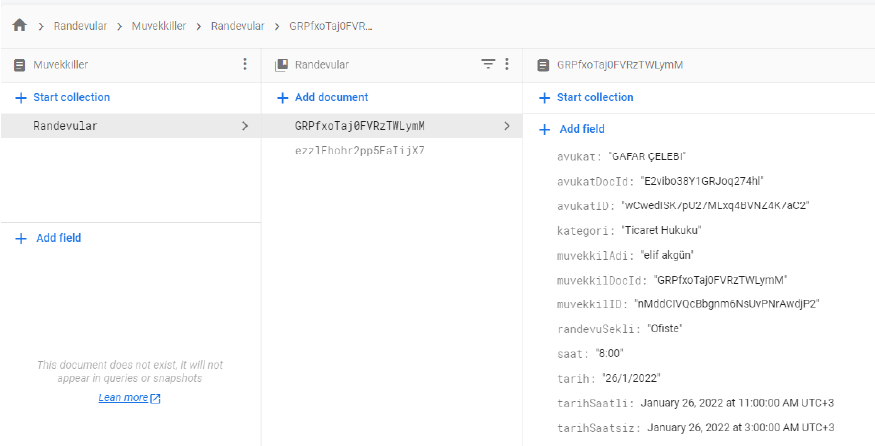 Randevular > Muvekkiller > Randevular > GRPfxoTaj0FVR...
Muvekkiller
Start collection
Randevular
Add field
This document does not exist, it will not
appear in queries or snapshots
Lean more
Randevular
Add document
GRPfxoTaj0FVRzTWLymM
GRPfxoTaj0FVRzTWLymM
Start collection
Add field
avukat: "GAFAR ÇELEBİ"
avukatDocId: "E2vibo38Y1GRJoq274hl"
avukatID:
kategori: "Ticaret Hukuku"
muvekkilAdi: "elif akgün"
muvekkilDocId: "GRPfxoTaj0FVRzTWLymM"
muvekkilID:
randevuSekli: "Ofiste"
saat: "8:00"
tarih: "26/1/2022"
tarihSaatli: January 26, 2022 at 11:00:00 AM UTC+3
tarihSaatsiz: January 26, 2022 at 3:00:00 AM UTC+3